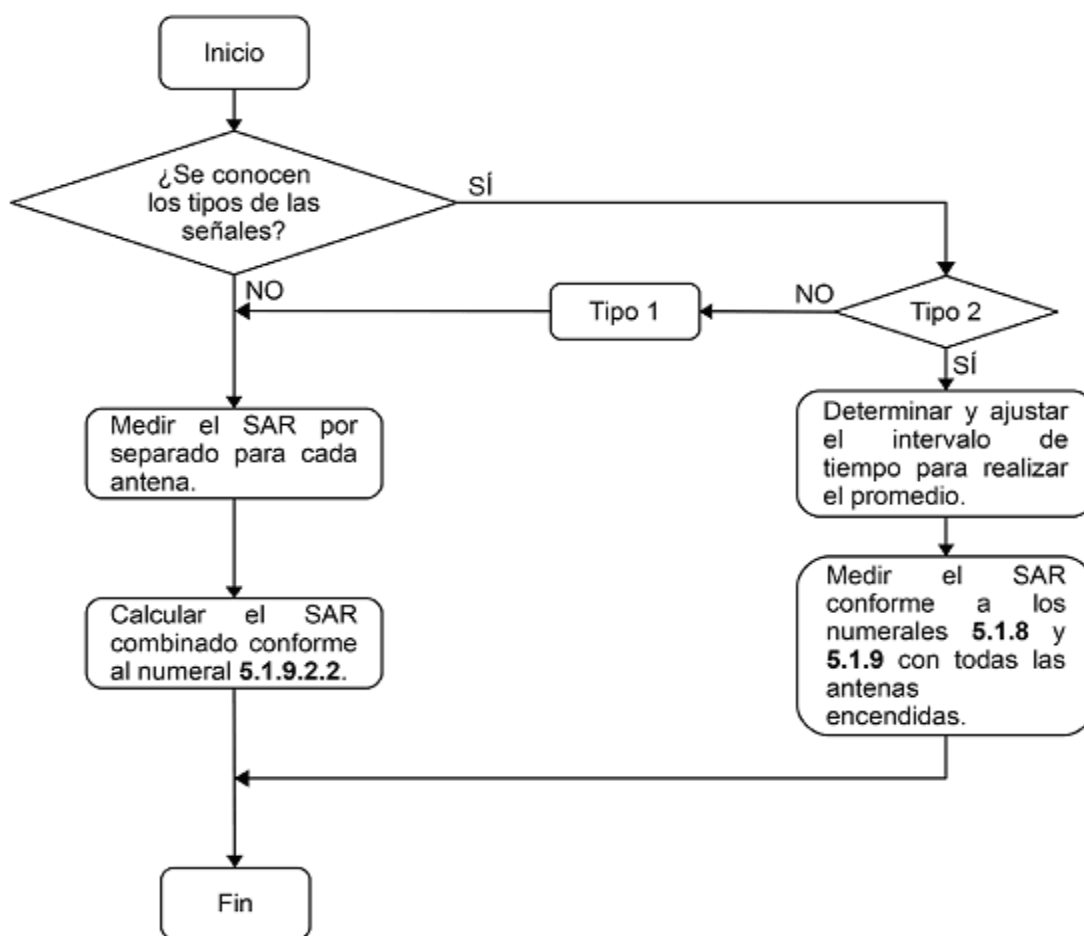 Inicio
¿Se conocen
los tipos de las
señales?
SÍ
NO
Tipo 1
NO
Tipo 2
SÍ
Medir el SAR por
separado para cada
antena.
Calcular el SAR
combinado conforme
al numeral 5.1.9.2.2.
Determinar y ajustar
el intervalo de
tiempo para realizar
el promedio.
Medir el SAR
conforme a los
numerales 5.1.8 y
5.1.9 con todas las
antenas
encendidas.
Fin